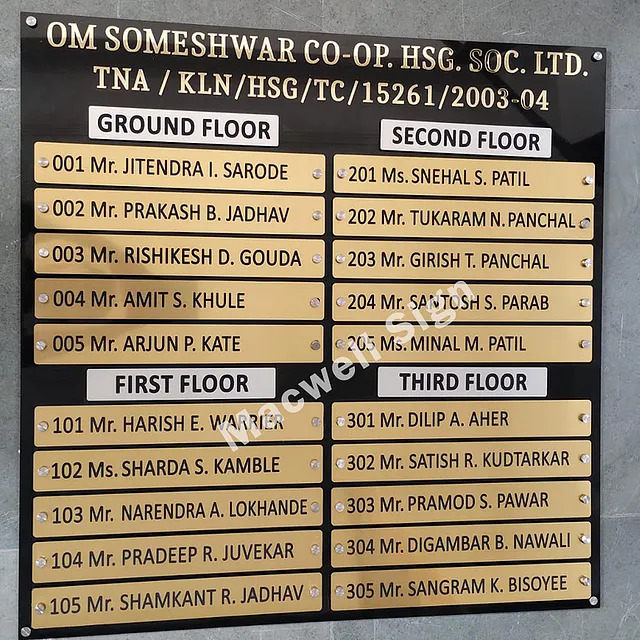 OM SOMESHWAR CO-OP. HSG. SOC. LTD.
TNA / KLN/HSG/TC/15261/2003-04
GROUND FLOOR
001 Mr. JITENDRA I. SARODE
002 Mr. PRAKASH B. JADHAV
003 Mr. RISHIKESH D. GOUDA
004 Mr. AMIT S. KHULE
005 Mr. ARJUN P. KATE
FIRST FLOOR
101 Mr. HARISH E. WARRIER
102 Ms. SHARDA S. KAMBLE
103 Mr. NARENDRA A. LOKHANDE
104 Mr. PRADEEP R. JUVEKAR
105 Mr. SHAMKANT R. JADHAV
SECOND FLOOR
201 Ms. SNEHAL S. PATIL
202 Mr. TUKARAM N. PANCHAL
203 Mr. GIRISH T. PANCHAL
204 Mr. SANTOSH S. PARAB
205 Ms. MINAL M. PATIL
THIRD FLOOR
301 Mr. DILIP A. AHER
302 Mr. SATISH R. KUDTARKAR
303 Mr. PRAMOD S. PAWAR
304 Mr. DIGAMBAR B. NAWALI
305 Mr. SANGRAM K. BISOYEE
Macwell Sign